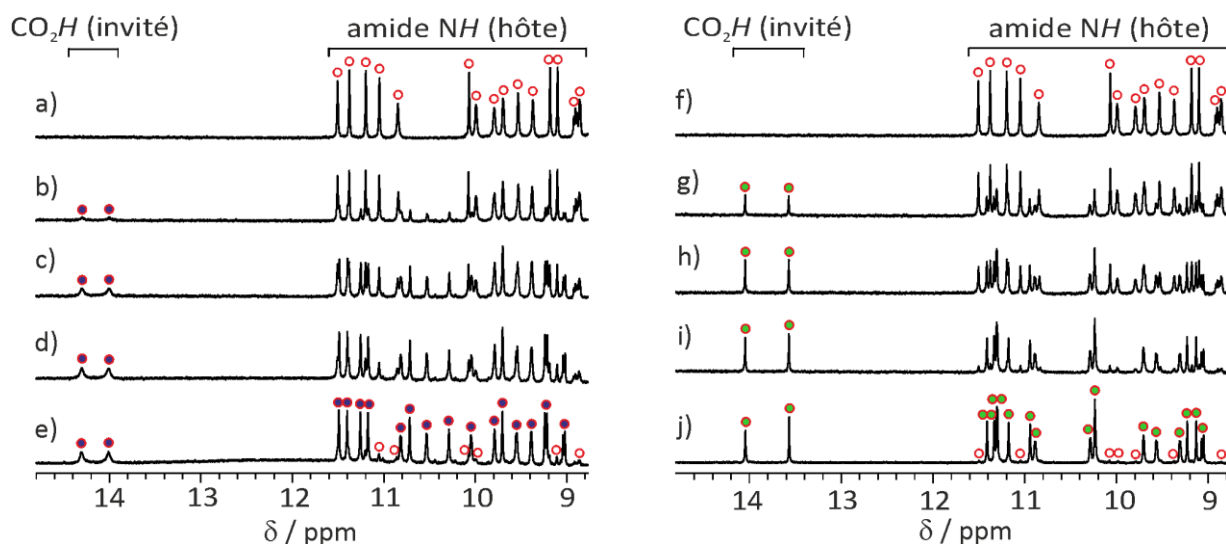 CO₂H (invité) amide NH (hôte)
a)
b)
c)
d)
e)
14 13 12 11 10 9
δ / ppm
CO₂H (invité) amide NH (hôte)
f)
g)
h)
i)
j)
14 13 12 11 10 9
δ / ppm